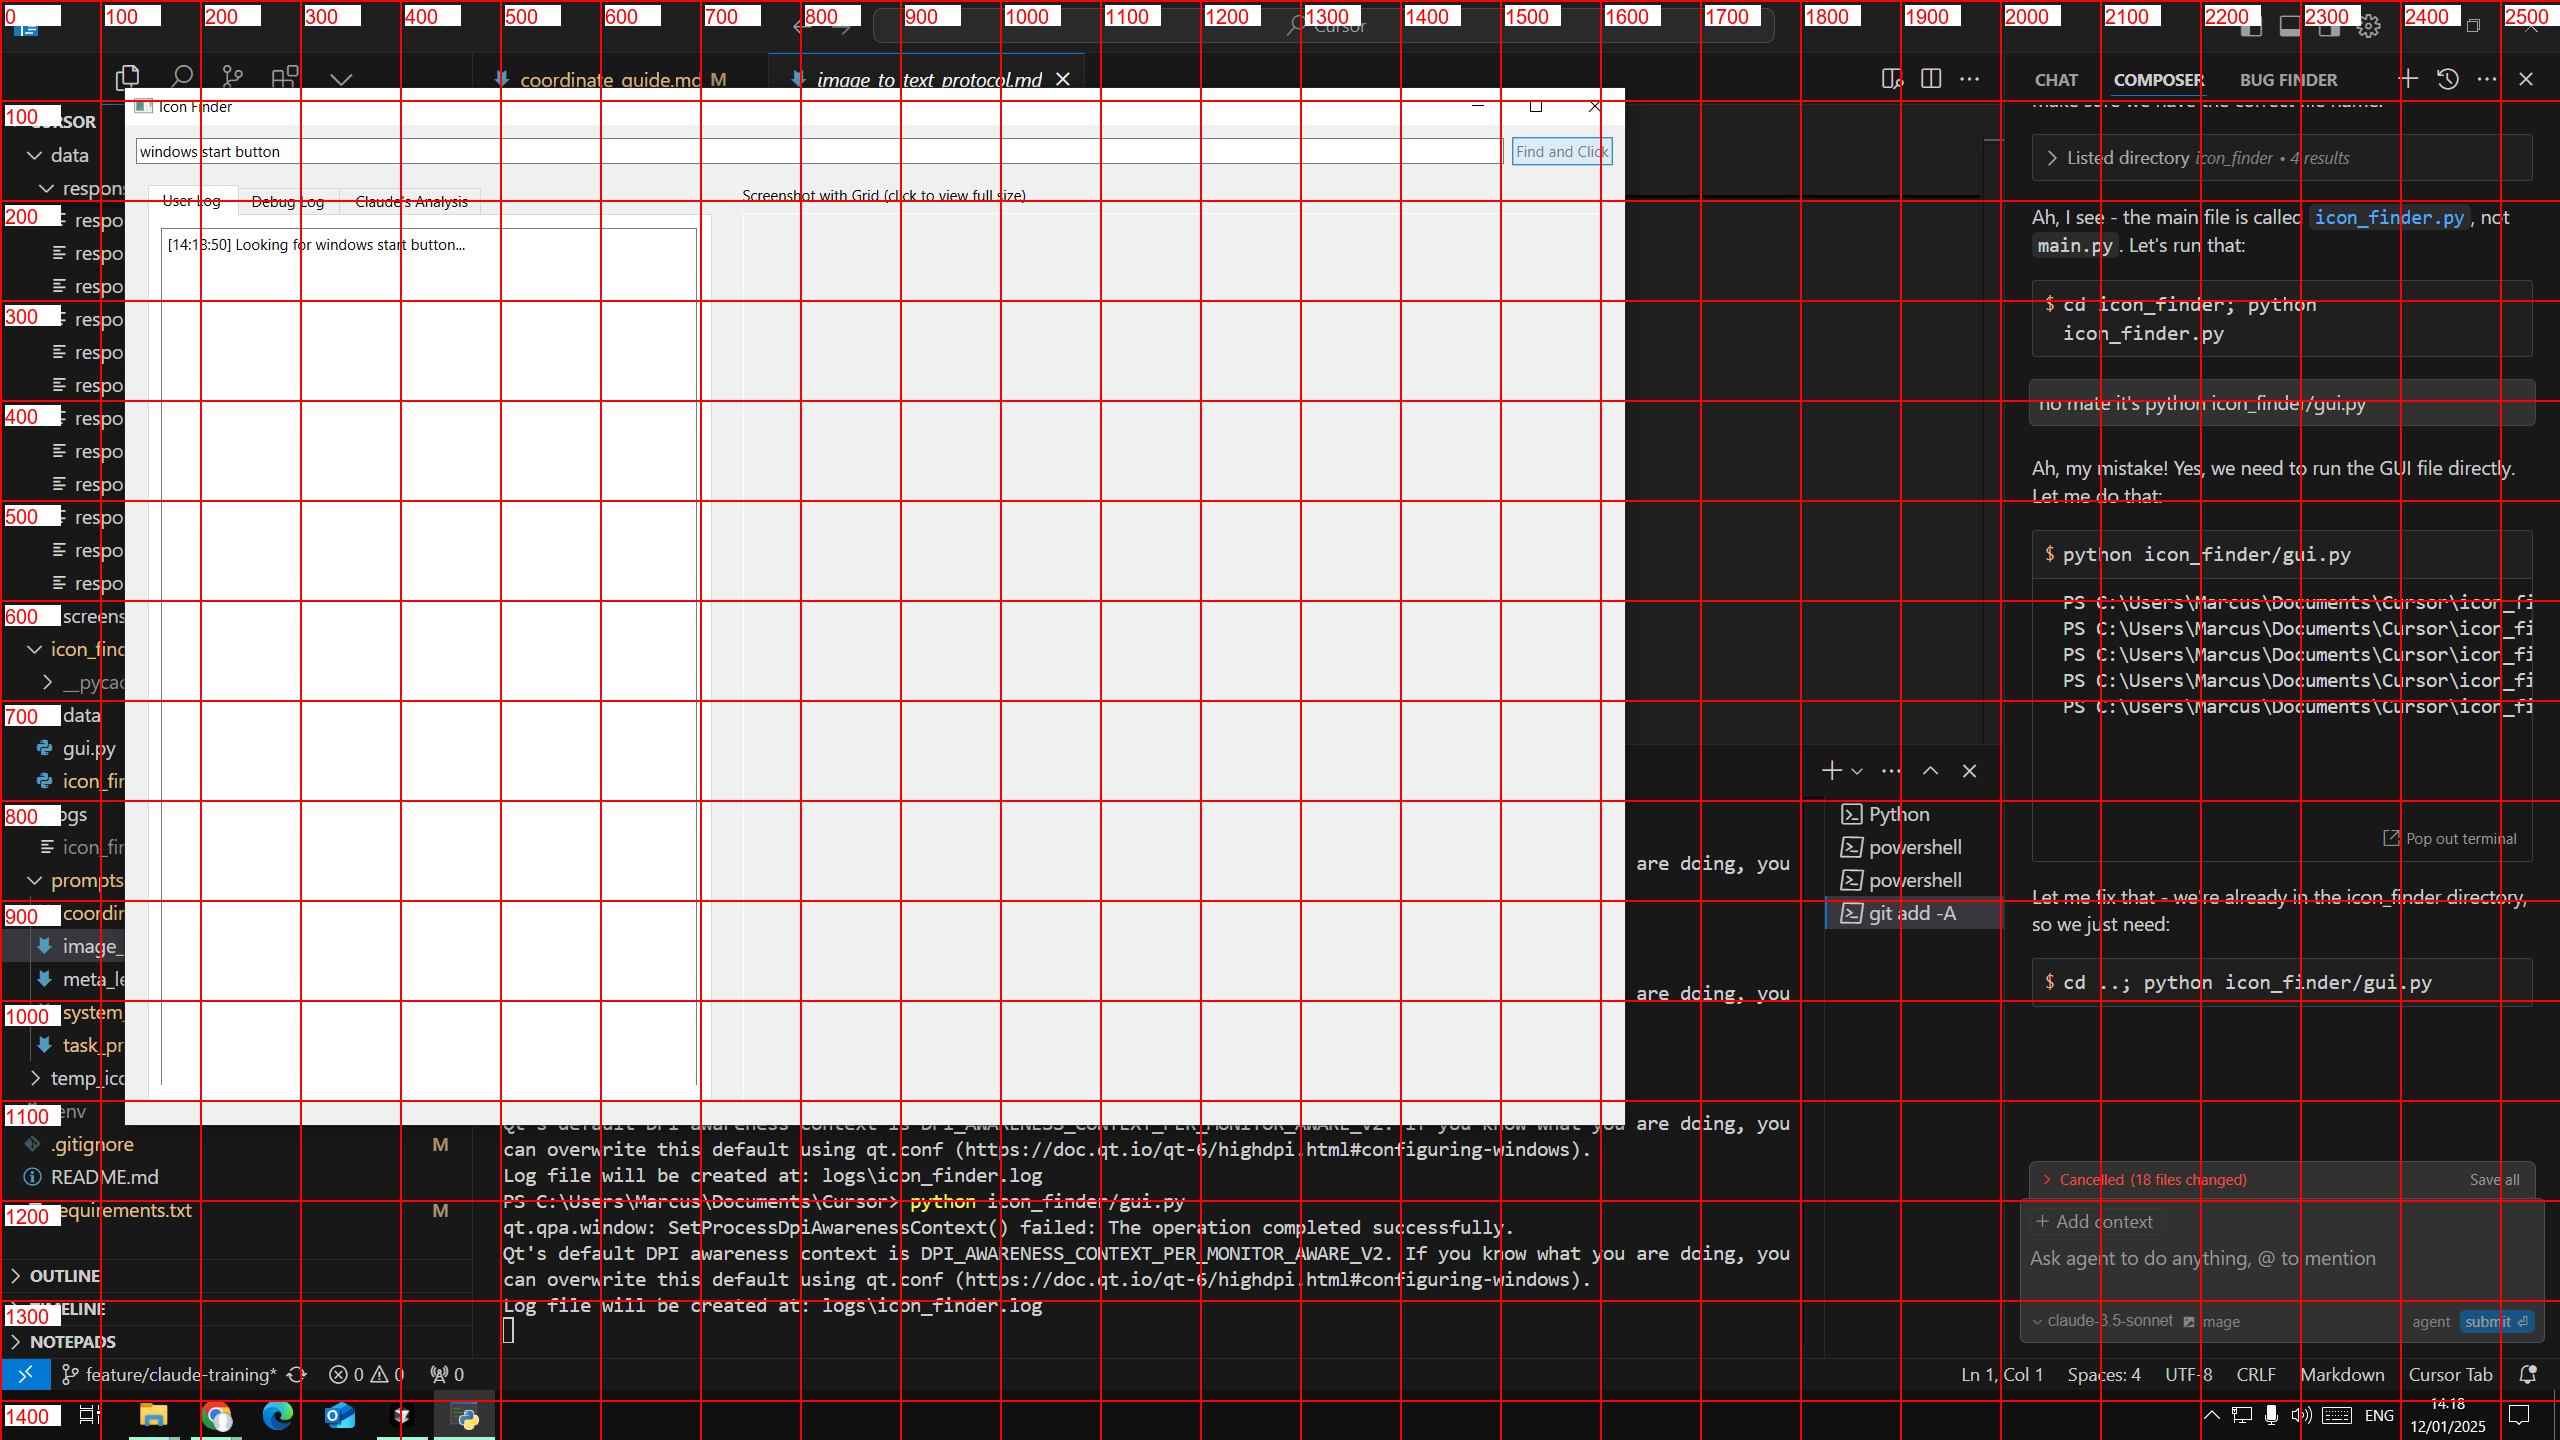 0 100 200 300 400 500 600 700 800 900 1000 1100 1200 1300 1400 1500 1600 1700 1800 1900 2000 2100 2200 2300 2400 2500
Cursor
coordinate_guide.md M
image_to_text_protocol.md
CHAT COMPOSER BUG FINDER
Icon Finder
windows start button
Find and Click
User Log Debug Log Claude's Analysis
Screenshot with Grid (click to view full size)
[14:18:50] Looking for windows start button...
100
200
300
400
500
600
700
800
900
1000
1100
1200
1300
1400
data
respons
respo
respo
respo
respo
respo
respo
respo
respo
respo
respo
respo
respo
screens
icon_find
__pycac
data
gui.py
icon_fir
ogs
icon_fir
prompts
coordir
image_
meta_le
system_
task_pr
temp_icc
env
.gitignore M
README.md
equirements.txt M
OUTLINE
TIMELINE
NOTEPADS
are doing, you
are doing, you
Qt's default DPI awareness context is DPI_AWARENESS_CONTEXT_PER_MONITOR_AWARE_V2. If you know what you are doing, you
can overwrite this default using qt.conf (https://doc.qt.io/qt-6/highdpi.html#configuring-windows).
Log file will be created at: logs\icon_finder.log
PS C:\Users\Marcus\Documents\Cursor> python icon_finder/gui.py
qt.qpa.window: SetProcessDpiAwarenessContext() failed: The operation completed successfully.
Qt's default DPI awareness context is DPI_AWARENESS_CONTEXT_PER_MONITOR_AWARE_V2. If you know what you are doing, you
can overwrite this default using qt.conf (https://doc.qt.io/qt-6/highdpi.html#configuring-windows).
Log file will be created at: logs\icon_finder.log
Python
powershell
powershell
git add -A
make sure we have the correct file name.
Listed directory icon_finder • 4 results
Ah, I see - the main file is called icon_finder.py, not
main.py. Let's run that:
$ cd icon_finder; python
icon_finder.py
no mate it's python icon_finder/gui.py
Ah, my mistake! Yes, we need to run the GUI file directly.
Let me do that:
$ python icon_finder/gui.py
PS C:\Users\Marcus\Documents\Cursor\icon_fi
PS C:\Users\Marcus\Documents\Cursor\icon_fi
PS C:\Users\Marcus\Documents\Cursor\icon_fi
PS C:\Users\Marcus\Documents\Cursor\icon_fi
PS C:\Users\Marcus\Documents\Cursor\icon_fi
Pop out terminal
Let me fix that - we're already in the icon_finder directory,
so we just need:
$ cd ..; python icon_finder/gui.py
Cancelled (18 files changed) Save all
+ Add context
Ask agent to do anything, @ to mention
claude-3.5-sonnet image agent submit
feature/claude-training* 0 0 0
Ln 1, Col 1 Spaces: 4 UTF-8 CRLF Markdown Cursor Tab
ENG
14.18
12/01/2025